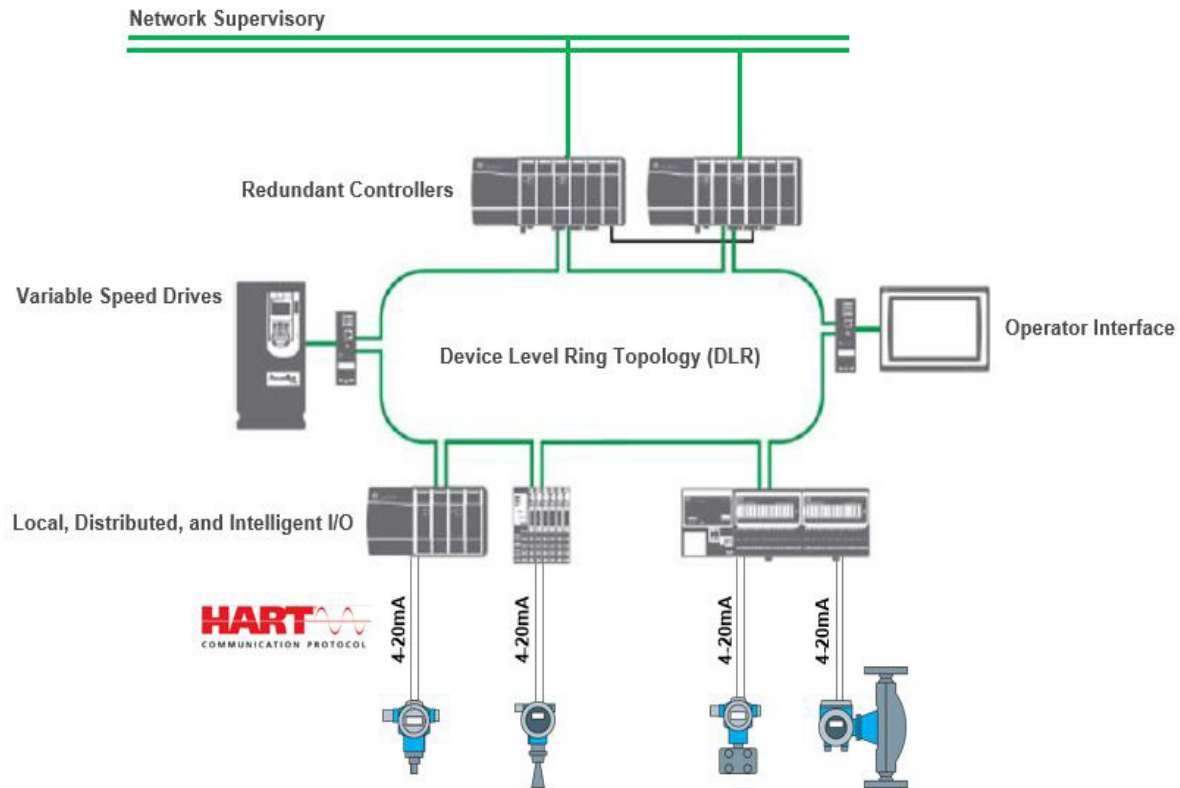 Network Supervisory
Redundant Controllers
Variable Speed Drives
Operator Interface
Device Level Ring Topology (DLR)
Local, Distributed, and Intelligent I/O
HART
COMMUNICATION PROTOCOL
4-20mA
4-20mA
4-20mA
4-20mA